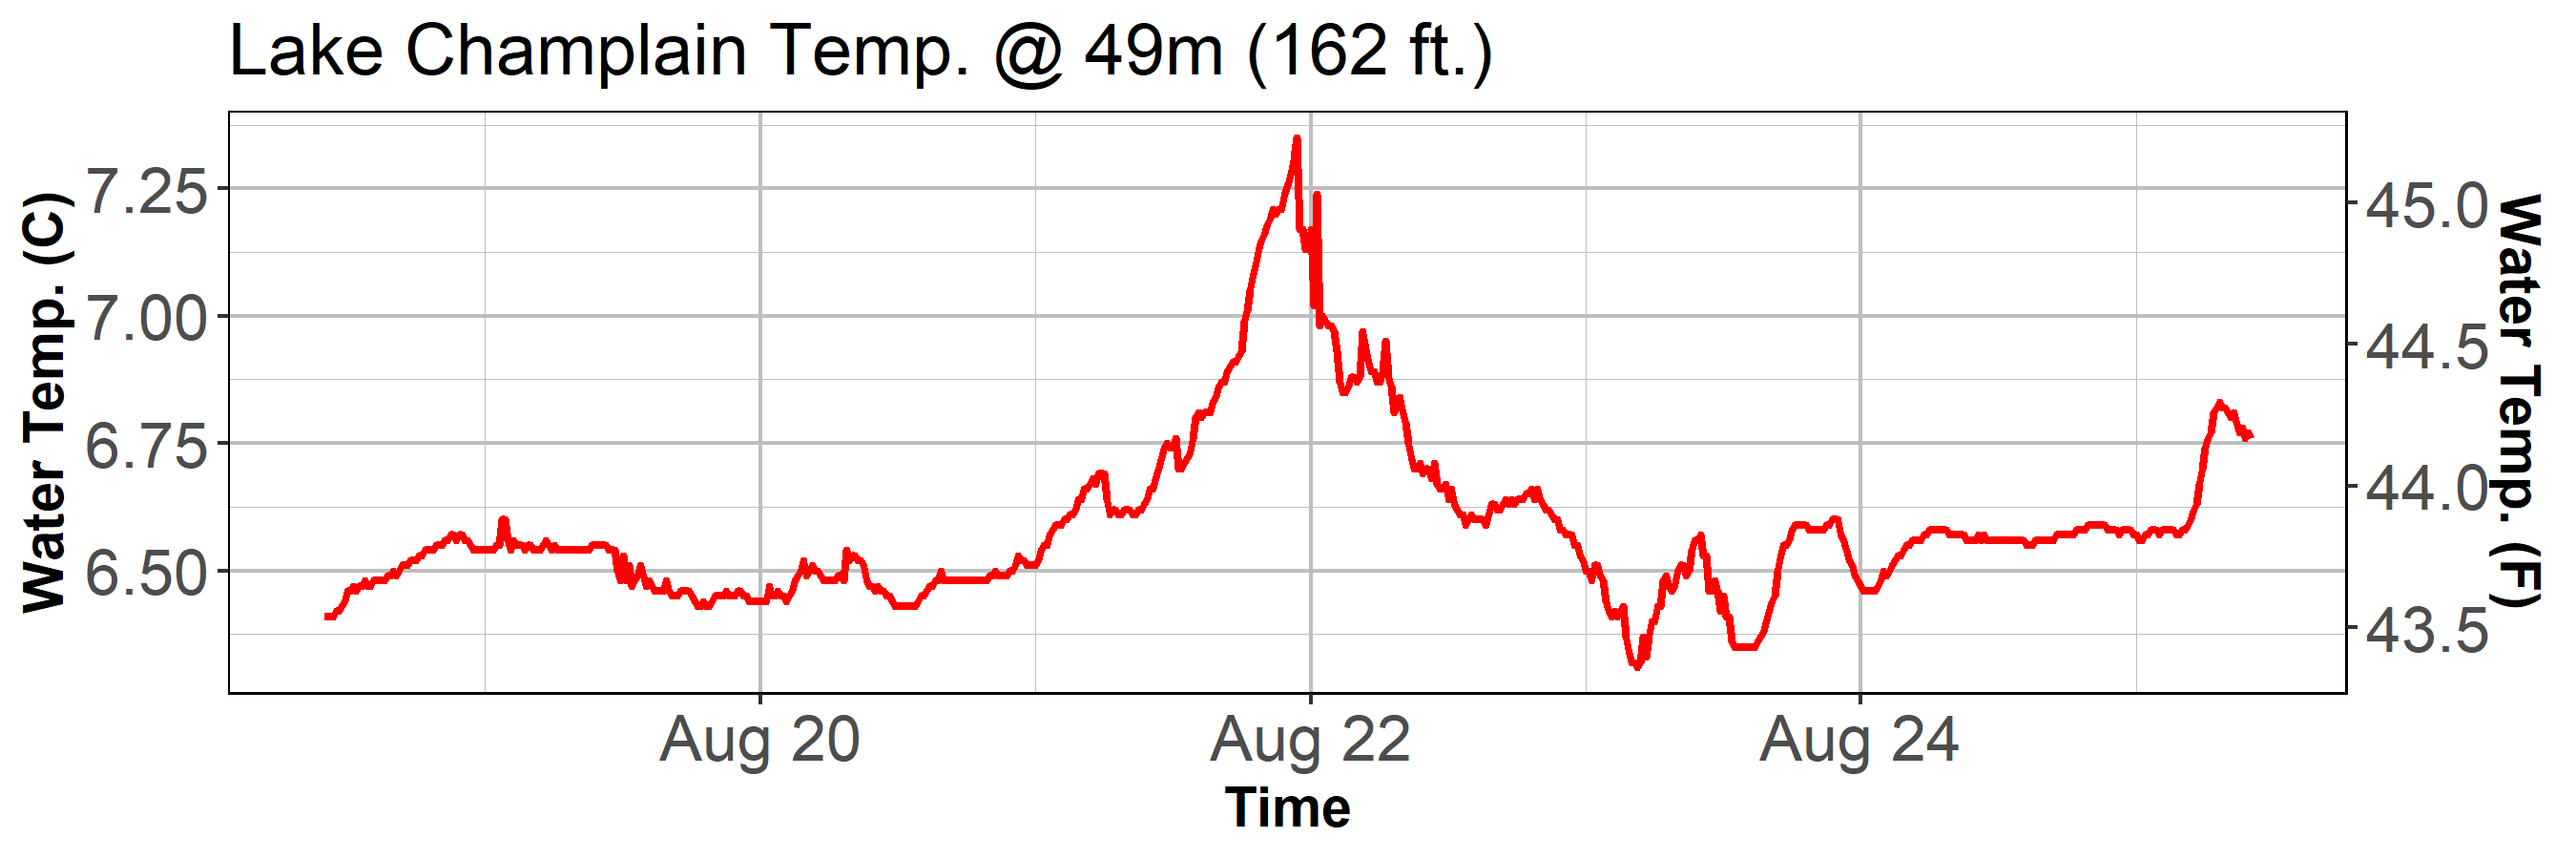 Lake Champlain Temp. @ 49m (162 ft.)
Water Temp. (C)
7.25
7.00
6.75
6.50
45.0
44.5
44.0
43.5
Water Temp. (F)
Aug 20
Aug 22
Aug 24
Time